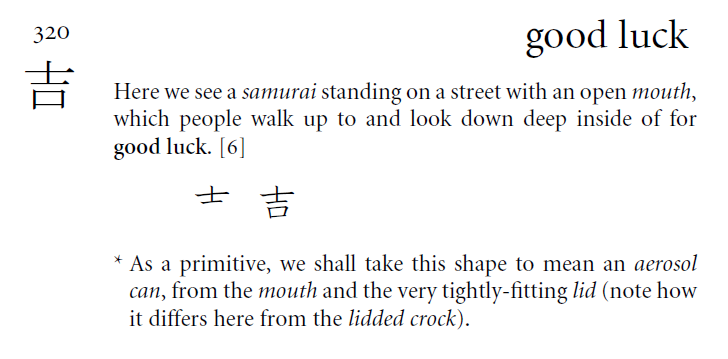 320
good luck
吉
Here we see a samurai standing on a street with an open mouth,
which people walk up to and look down deep inside of for
good luck. [6]
士 吉
* As a primitive, we shall take this shape to mean an aerosol
can, from the mouth and the very tightly-fitting lid (note how
it differs here from the lidded crock).